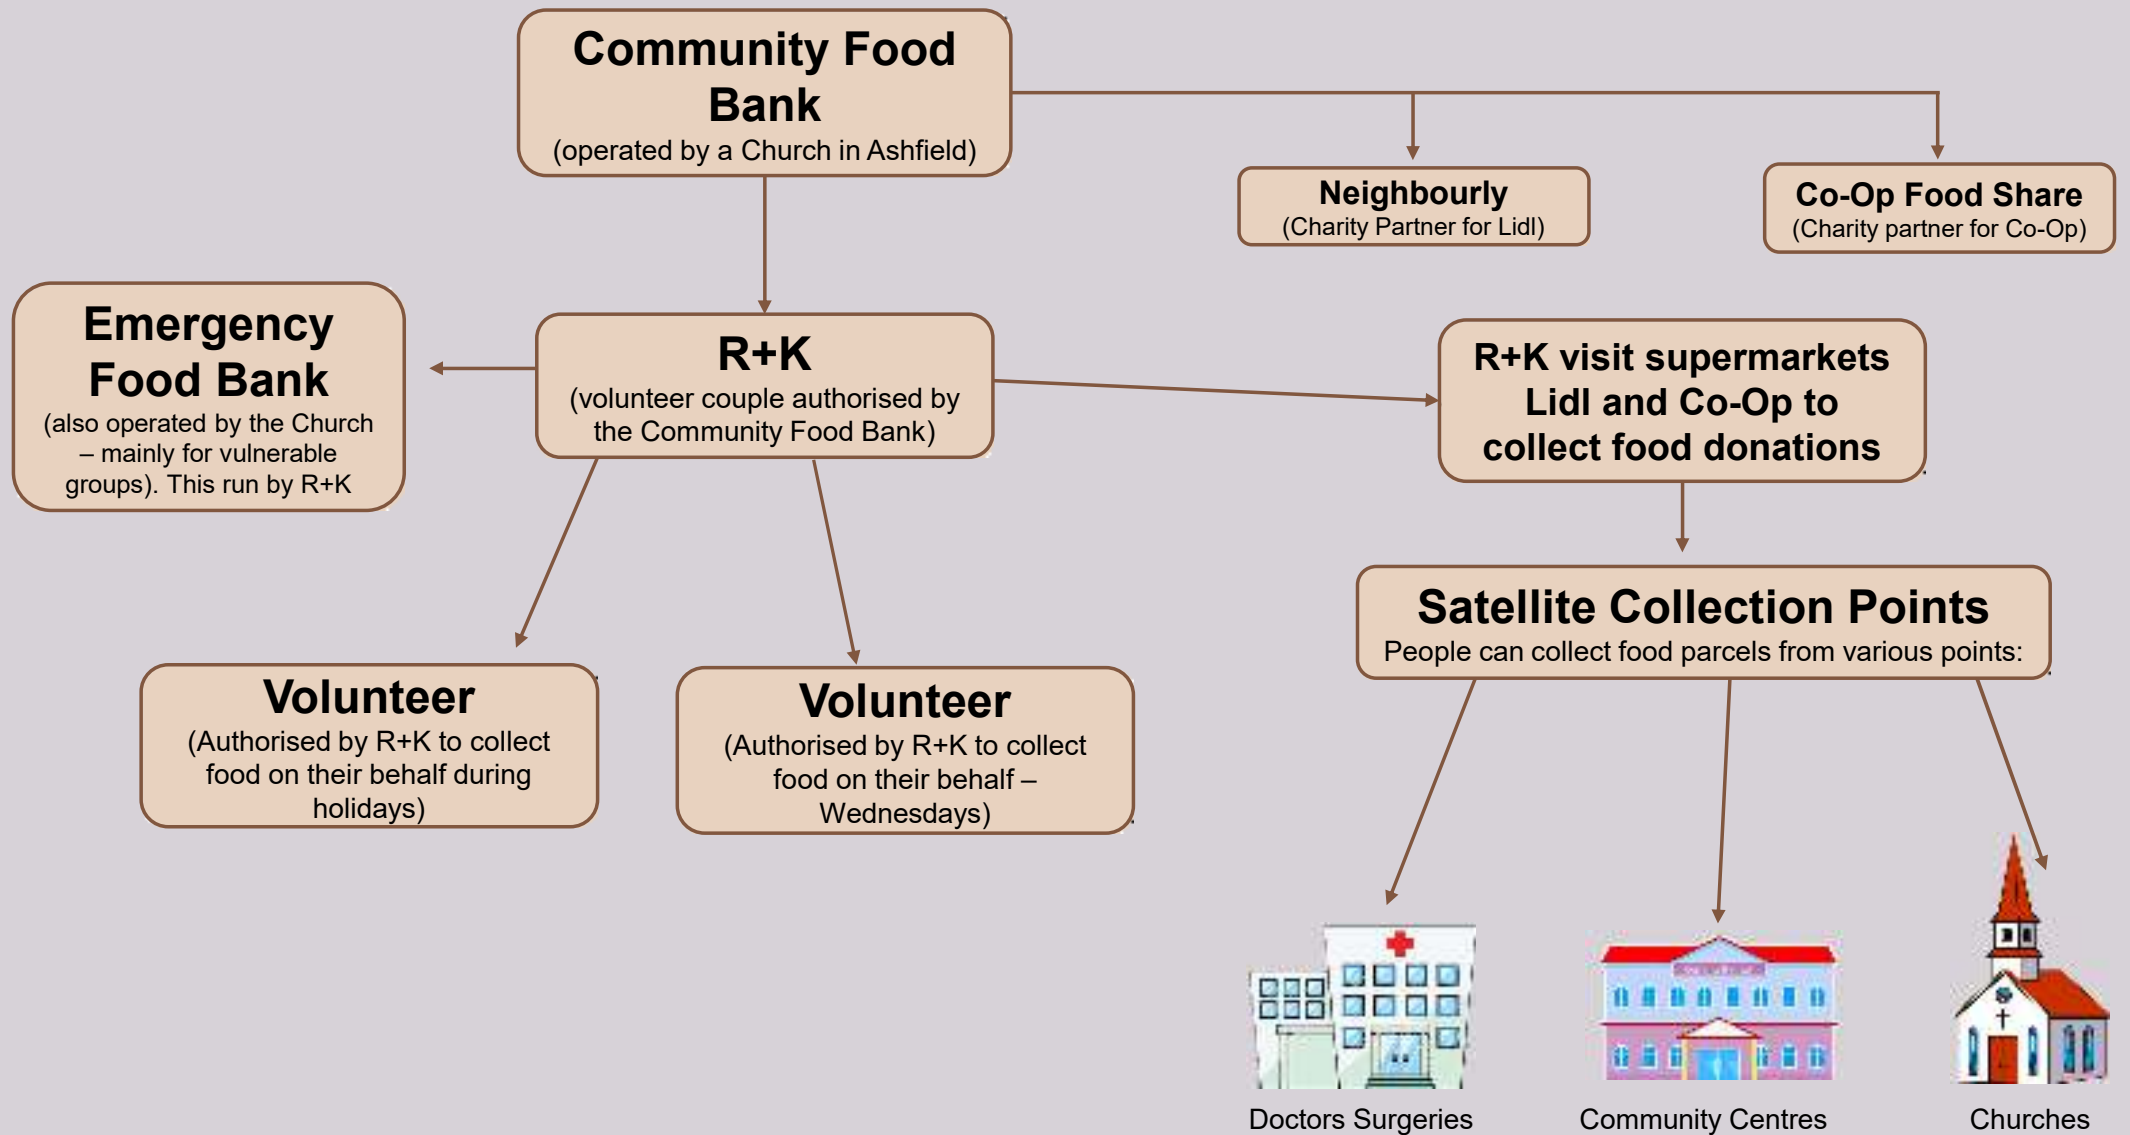 Community Food
Bank
(operated by a Church in Ashfield)
Neighbourly
(Charity Partner for Lidl)
Co-Op Food Share
(Charity partner for Co-Op)
Emergency
Food Bank
(also operated by the Church
– mainly for vulnerable
groups). This run by R+K
R+K
(volunteer couple authorised by
the Community Food Bank)
R+K visit supermarkets
Lidl and Co-Op to
collect food donations
Satellite Collection Points
People can collect food parcels from various points:
Volunteer
(Authorised by R+K to collect
food on their behalf during
holidays)
Volunteer
(Authorised by R+K to collect
food on their behalf –
Wednesdays)
Doctors Surgeries
Community Centres
Churches